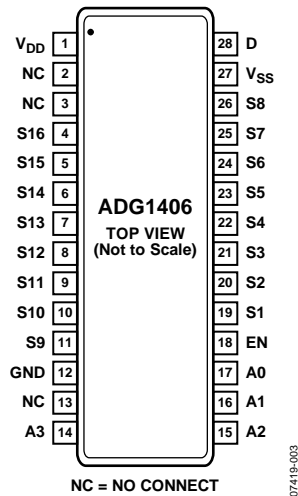 VDD 1
NC 2
NC 3
S16 4
S15 5
S14 6
S13 7
S12 8
S11 9
S10 10
S9 11
GND 12
NC 13
A3 14
ADG1406
TOP VIEW
(Not to Scale)
28 D
27 VSS
26 S8
25 S7
24 S6
23 S5
22 S4
21 S3
20 S2
19 S1
18 EN
17 A0
16 A1
15 A2
NC = NO CONNECT
07419-003